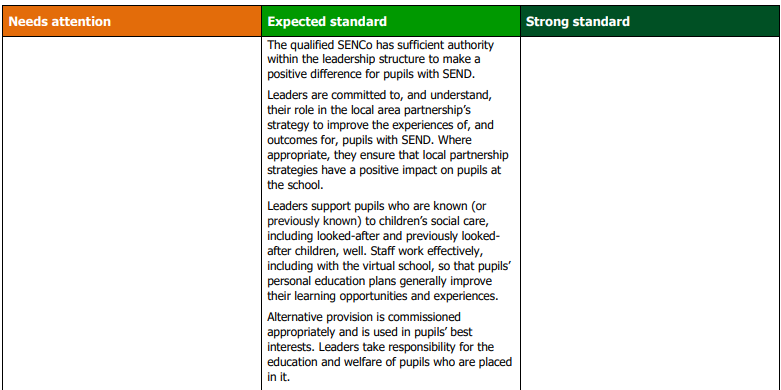 Needs attention
Expected standard
Strong standard
The qualified SENCo has sufficient authority
within the leadership structure to make a
positive difference for pupils with SEND.
Leaders are committed to, and understand,
their role in the local area partnership’s
strategy to improve the experiences of, and
outcomes for, pupils with SEND. Where
appropriate, they ensure that local partnership
strategies have a positive impact on pupils at
the school.
Leaders support pupils who are known (or
previously known) to children’s social care,
including looked-after and previously looked-
after children, well. Staff work effectively,
including with the virtual school, so that pupils’
personal education plans generally improve
their learning opportunities and experiences.
Alternative provision is commissioned
appropriately and is used in pupils’ best
interests. Leaders take responsibility for the
education and welfare of pupils who are placed
in it.